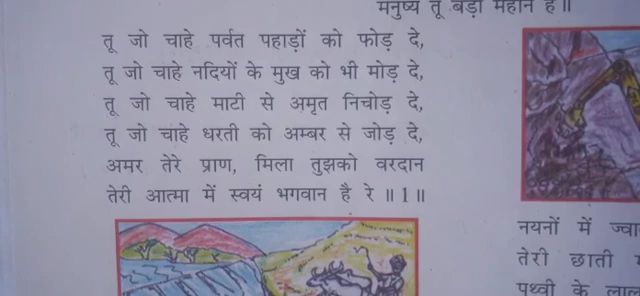 मनुष्य तू बड़ा महान है॥
तू जो चाहे पर्वत पहाड़ों को फोड़ दे,
तू जो चाहे नदियों के मुख को भी मोड़ दे,
तू जो चाहे माटी से अमृत निचोड़ दे,
तू जो चाहे धरती को अम्बर से जोड़ दे,
अमर तेरे प्राण, मिला तुझको वरदान
तेरी आत्मा में स्वयं भगवान है रे ॥1॥
नयनों में
तेरी छाती
पृथ्वी के लाल